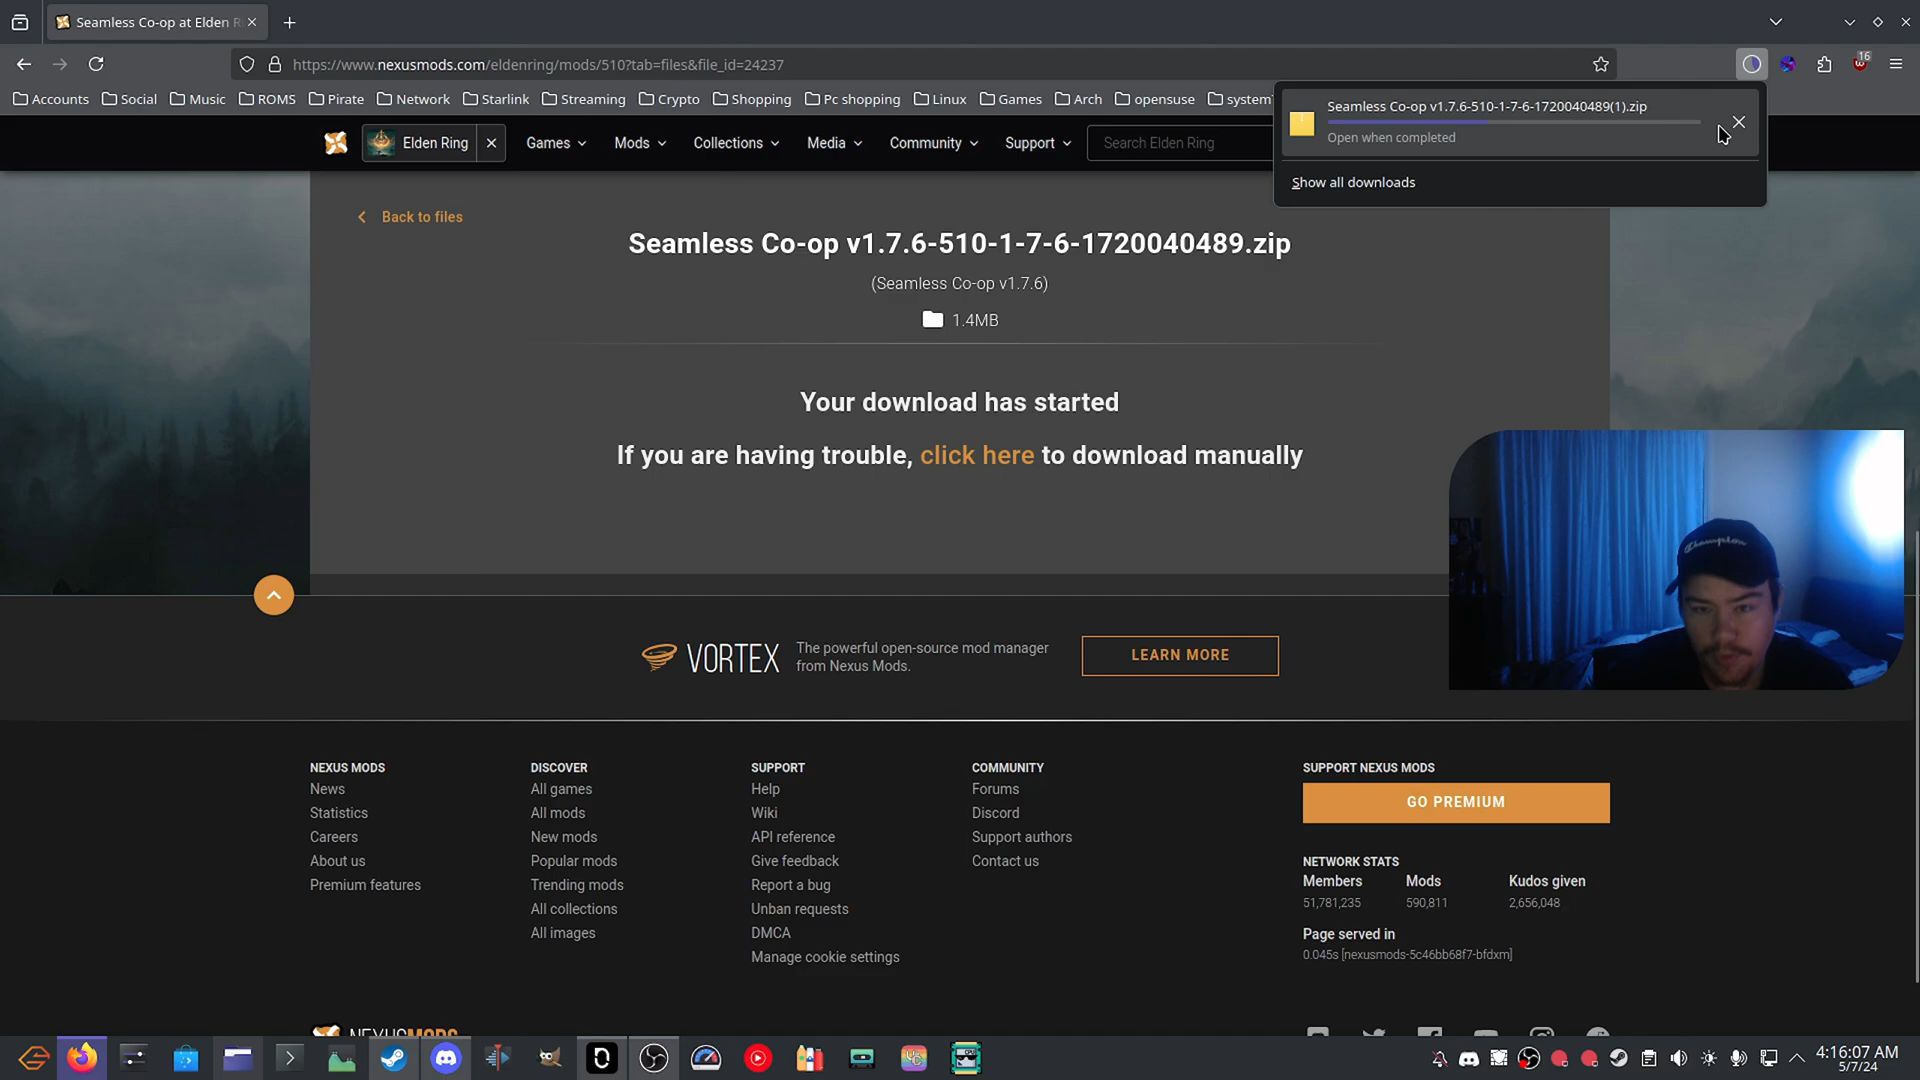 Seamless Co-op at Elden R
https://www.nexusmods.com/eldenring/mods/510?tab=files&file_id=24237
16
Accounts Social Music ROMS Pirate Network Starlink Streaming Crypto Shopping Pc shopping Linux Games Arch opensuse system
Seamless Co-op v1.7.6-510-1-7-6-1720040489(1).zip
Open when completed
Show all downloads
Elden Ring Games Mods Collections Media Community Support Search Elden Ring
Back to files
Seamless Co-op v1.7.6-510-1-7-6-1720040489.zip
(Seamless Co-op v1.7.6)
1.4MB
Your download has started
If you are having trouble, click here to download manually
Champion
VORTEX
The powerful open-source mod manager
from Nexus Mods.
LEARN MORE
NEXUS MODS
News
Statistics
Careers
About us
Premium features
DISCOVER
All games
All mods
New mods
Popular mods
Trending mods
All collections
All images
SUPPORT
Help
Wiki
API reference
Give feedback
Report a bug
Unban requests
DMCA
Manage cookie settings
COMMUNITY
Forums
Discord
Support authors
Contact us
SUPPORT NEXUS MODS
GO PREMIUM
NETWORK STATS
Members Mods Kudos given
51,781,235 590,811 2,656,048
Page served in
0.045s [nexusmods-5c46bb68f7-bfdxm]
NEXUSMODS
4:16:07 AM
5/7/24